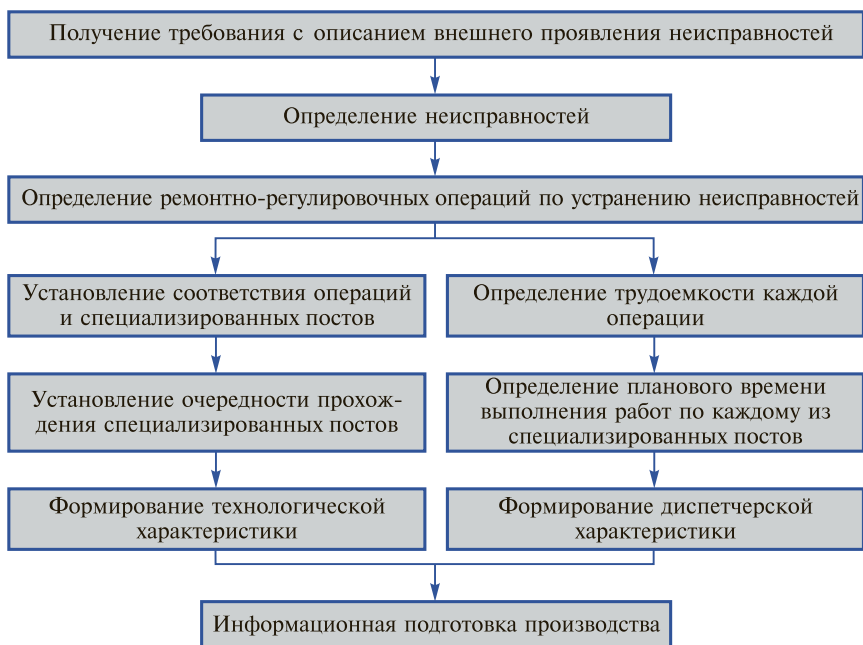 Получение требования с описанием внешнего проявления неисправностей
Определение неисправностей
Определение ремонтно-регулировочных операций по устранению неисправностей
Установление соответствия операций
и специализированных постов
Определение трудоемкости каждой
операции
Установление очередности прохож-
дения специализированных постов
Определение планового времени
выполнения работ по каждому из
специализированных постов
Формирование технологической
характеристики
Формирование диспетчерской
характеристики
Информационная подготовка производства